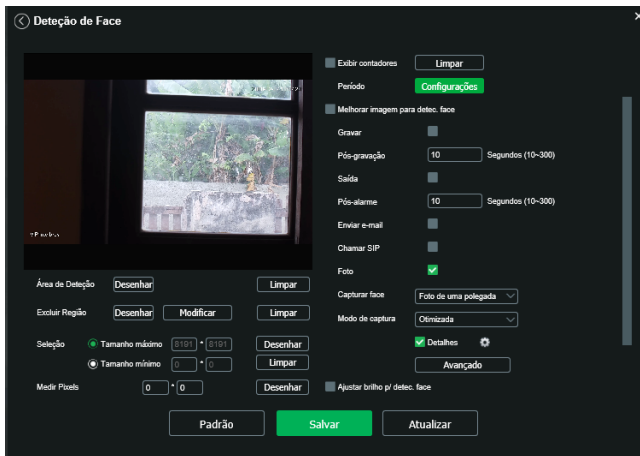 Deteção de Face
Exibir contadores Limpar
Período Configurações
Melhorar imagem para detec. face
Gravar
Pós-gravação 10 Segundos (10~300)
Saída
Pós-alarme 10 Segundos (10~300)
Enviar e-mail
Chamar SIP
Foto
Capturar face Foto de uma polegada
Modo de captura Otimizada
Detalhes
Avançado
Ajustar brilho p/ detec. face
Área de Deteção Desenhar Limpar
Excluir Região Desenhar Modificar Limpar
Seleção Tamanho máximo 8191 * 8191 Desenhar
Tamanho mínimo 0 * 0 Limpar
Medir Pixels 0 * 0 Desenhar
Padrão Salvar Atualizar